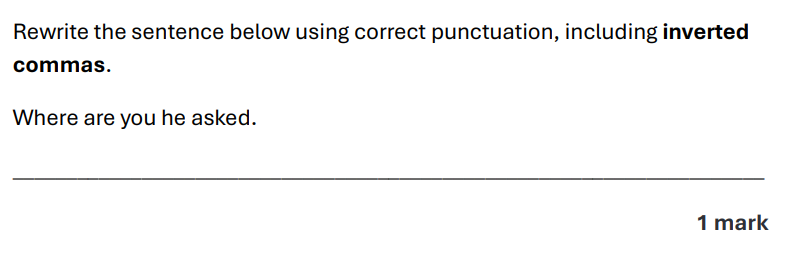 Rewrite the sentence below using correct punctuation, including inverted
commas.
Where are you he asked.
1 mark